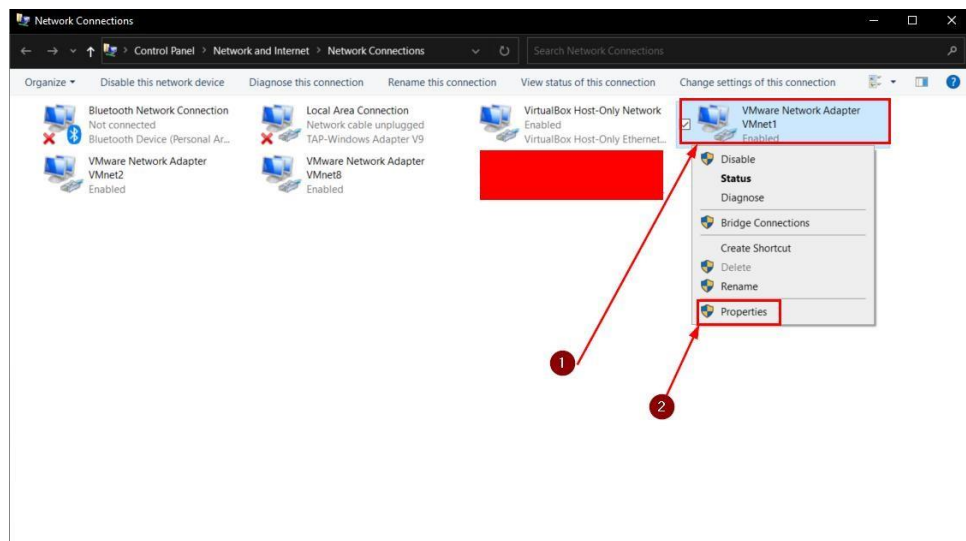 Network Connections
Control Panel > Network and Internet > Network Connections
Search Network Connections
Organize
Disable this network device
Diagnose this connection
Rename this connection
View status of this connection
Change settings of this connection
Bluetooth Network Connection
Not connected
Bluetooth Device (Personal Ar...
Local Area Connection
Network cable unplugged
TAP-Windows Adapter V9
VirtualBox Host-Only Network
Enabled
VirtualBox Host-Only Ethernet...
VMware Network Adapter
VMnet1
Enabled
VMware Network Adapter
VMnet2
Enabled
VMware Network Adapter
VMnet8
Enabled
Disable
Status
Diagnose
Bridge Connections
Create Shortcut
Delete
Rename
Properties
1
2